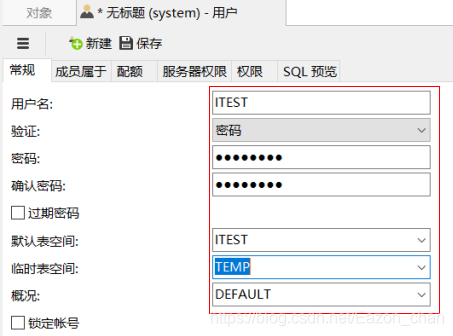 对象 * 无标题 (system) - 用户
新建 保存
常规 成员属于 配额 服务器权限 权限 SQL 预览
用户名: ITEST
验证: 密码
密码: ●●●●●●●●
确认密码: ●●●●●●●●
过期密码
默认表空间: ITEST
临时表空间: TEMP
概况: DEFAULT
锁定帐号
https://blog.csdn.net/Eazon_chan